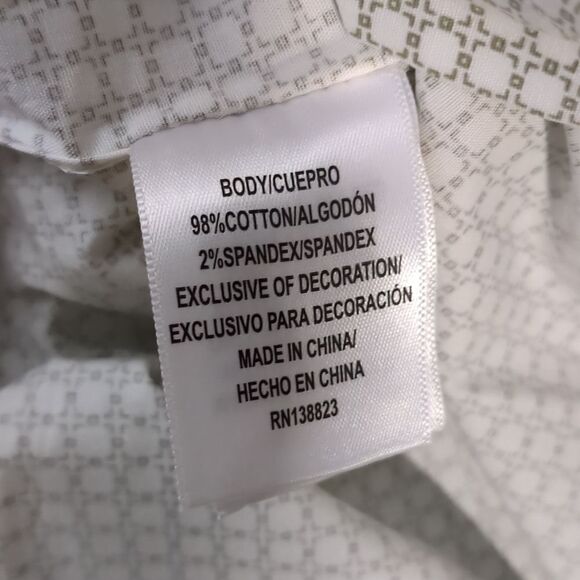 BODY/CUEPRO
98%COTTON/ALGODÓN
2%SPANDEX/SPANDEX
EXCLUSIVE OF DECORATION/
EXCLUSIVO PARA DECORACIÓN
MADE IN CHINA/
HECHO EN CHINA
RN138823